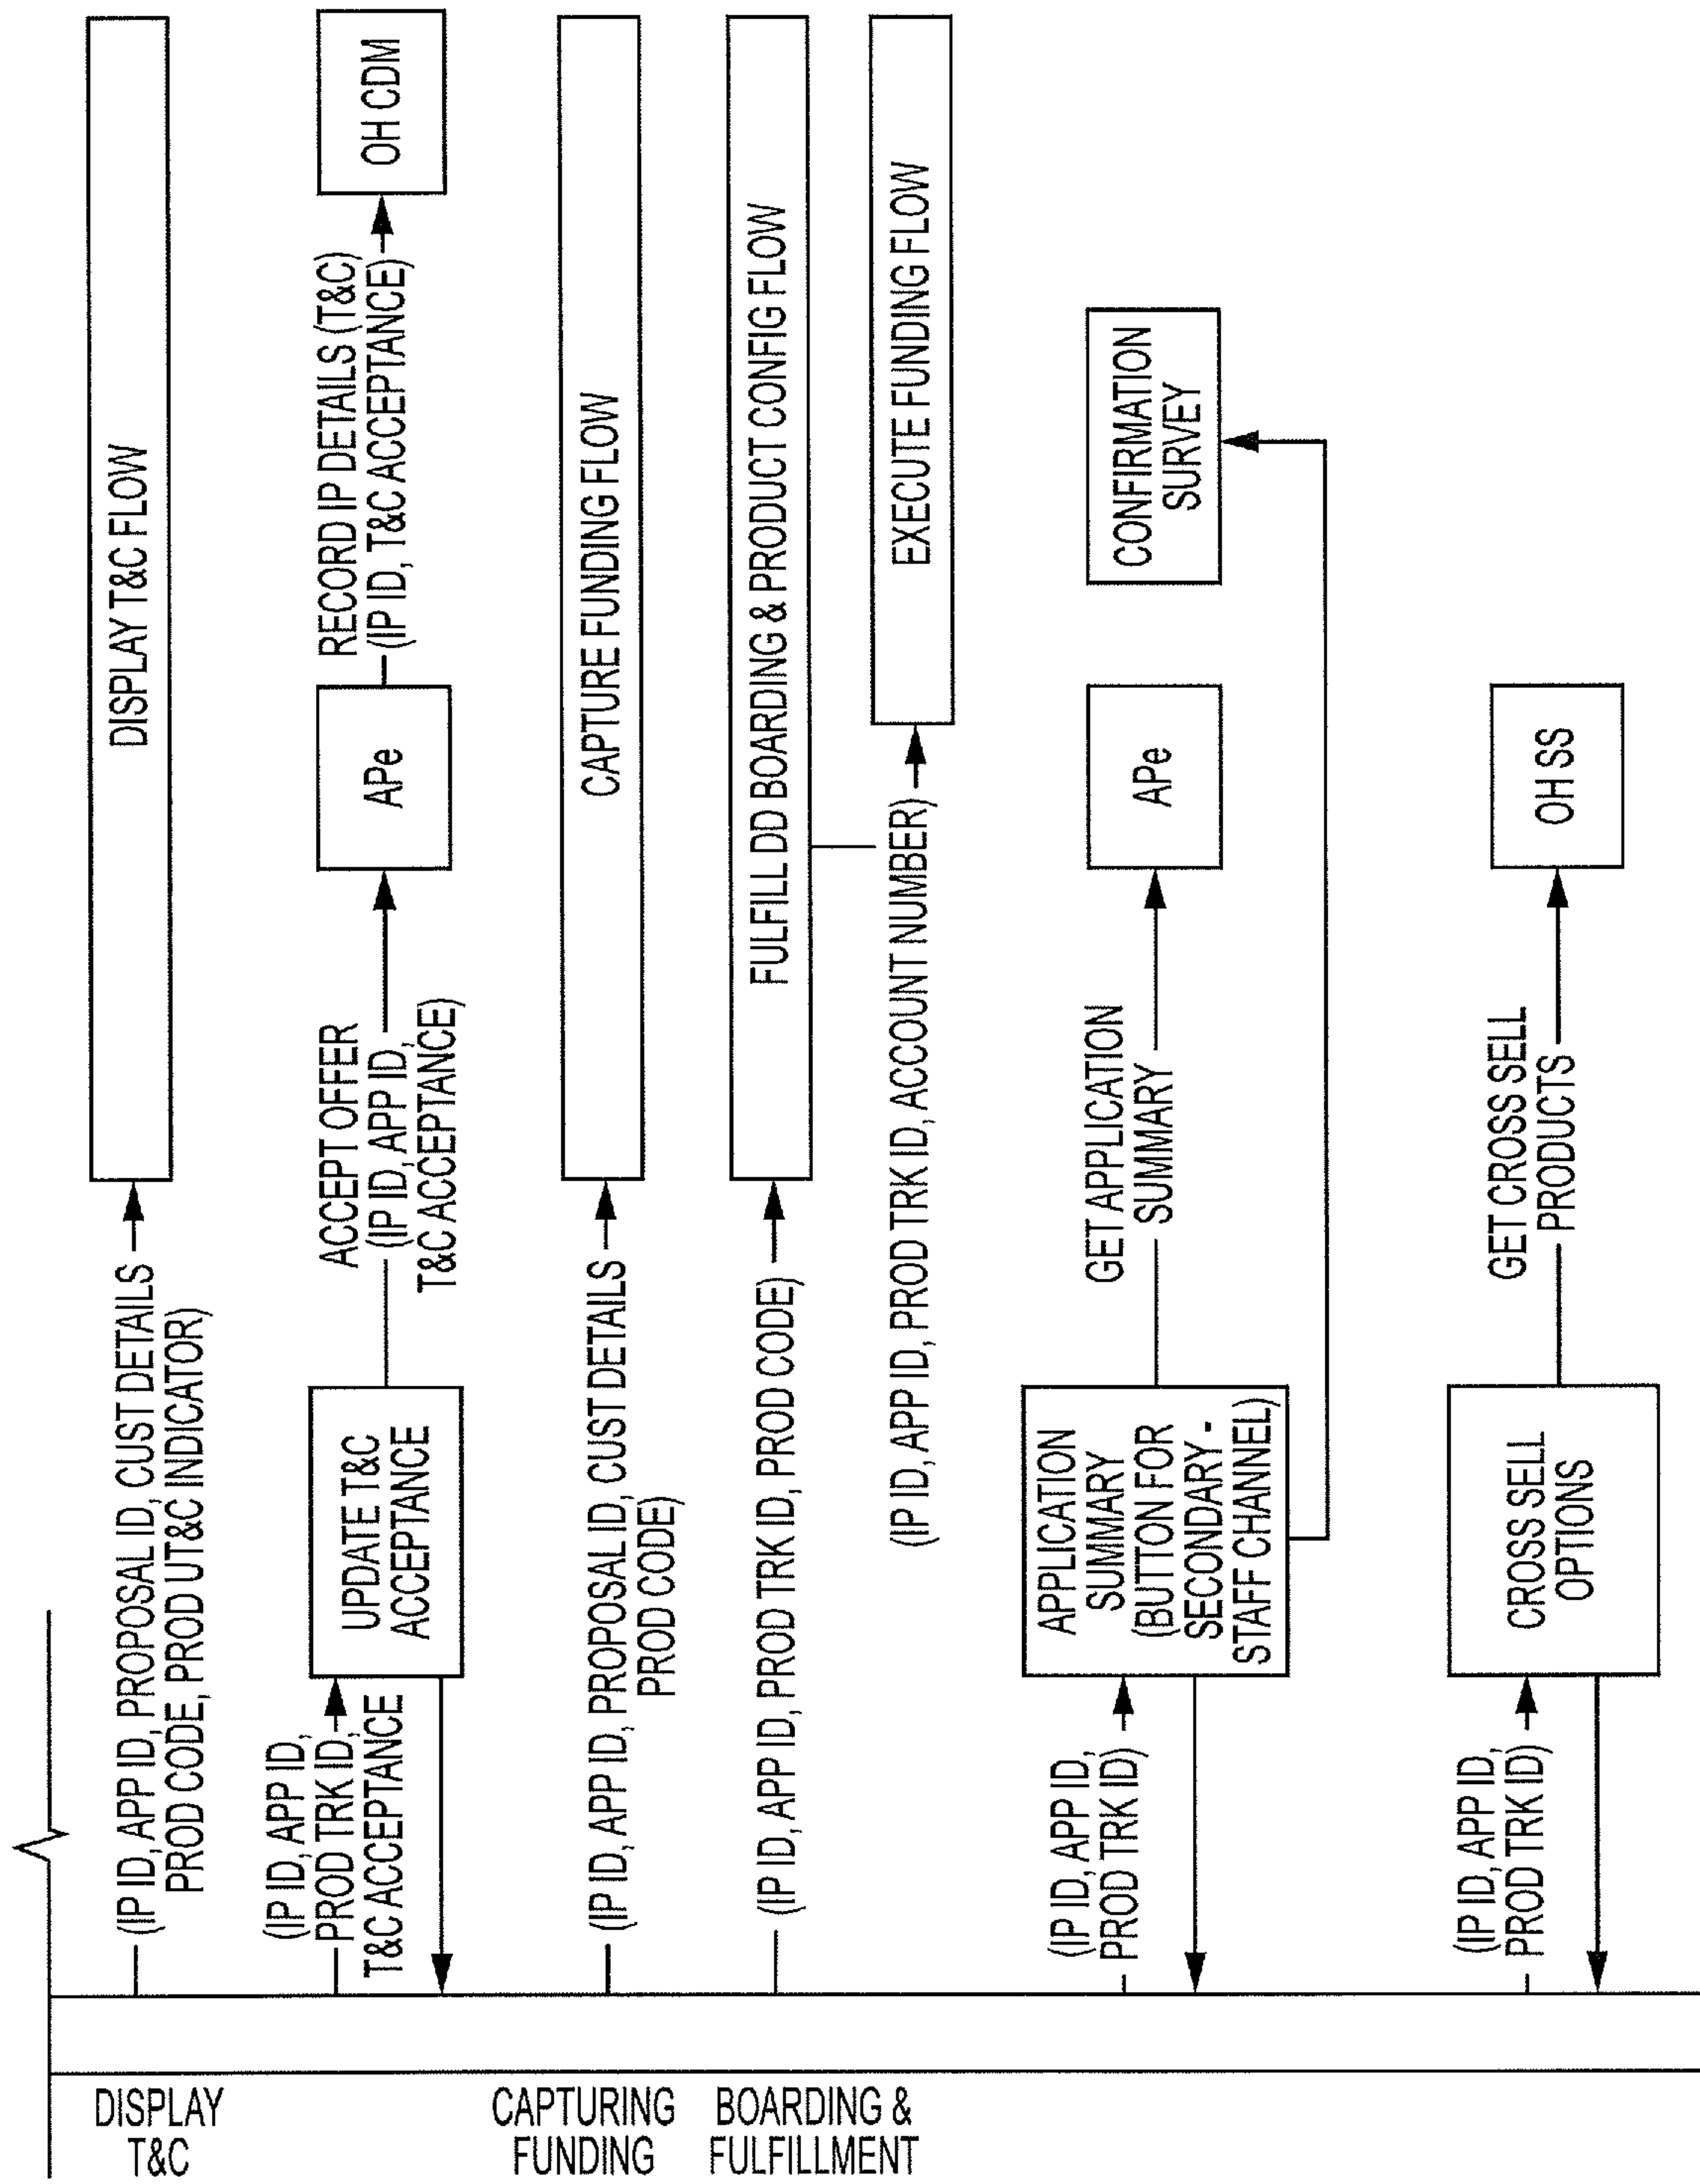 DISPLAY
T&C
(IP ID, APP ID, PROPOSAL ID, CUST DETAILS
PROD CODE, PROD UT&C INDICATOR)
DISPLAY T&C FLOW
(IP ID, APP ID,
PROD TRK ID,
T&C ACCEPTANCE
UPDATE T&C
ACCEPTANCE
ACCEPT OFFER
(IP ID, APP ID,
T&C ACCEPTANCE)
APe
RECORD IP DETAILS (T&C)
(IP ID, T&C ACCEPTANCE)
OH CDM
CAPTURING
FUNDING
(IP ID, APP ID, PROPOSAL ID, CUST DETAILS
PROD CODE)
CAPTURE FUNDING FLOW
BOARDING &
FULFILLMENT
(IP ID, APP ID, PROD TRK ID, PROD CODE)
FULFILL DD BOARDING & PRODUCT CONFIG FLOW
(IP ID, APP ID, PROD TRK ID, ACCOUNT NUMBER)
EXECUTE FUNDING FLOW
(IP ID, APP ID,
PROD TRK ID)
APPLICATION
SUMMARY
(BUTTON FOR
SECONDARY -
STAFF CHANNEL)
GET APPLICATION
SUMMARY
APe
CONFIRMATION
SURVEY
(IP ID, APP ID,
PROD TRK ID)
CROSS SELL
OPTIONS
GET CROSS SELL
PRODUCTS
OH SS